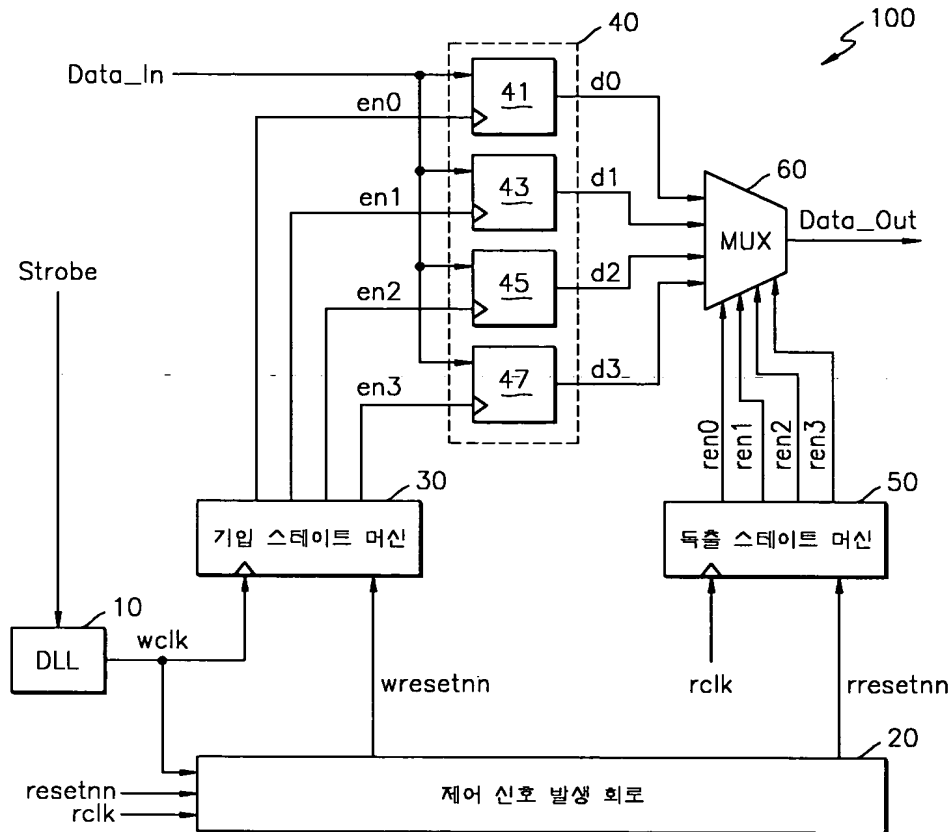 100
40
Data_In
41
d0
en0
60
43
d1
en1
MUX
Data_Out
Strobe
45
d2
en2
47
d3
en3
ren0
ren1
ren2
ren3
30
50
기입 스테이트 머신
독출 스테이트 머신
10
DLL
wclk
wresetnn
rclk
rresetnn
20
resetnn
rclk
제어 신호 발생 회로